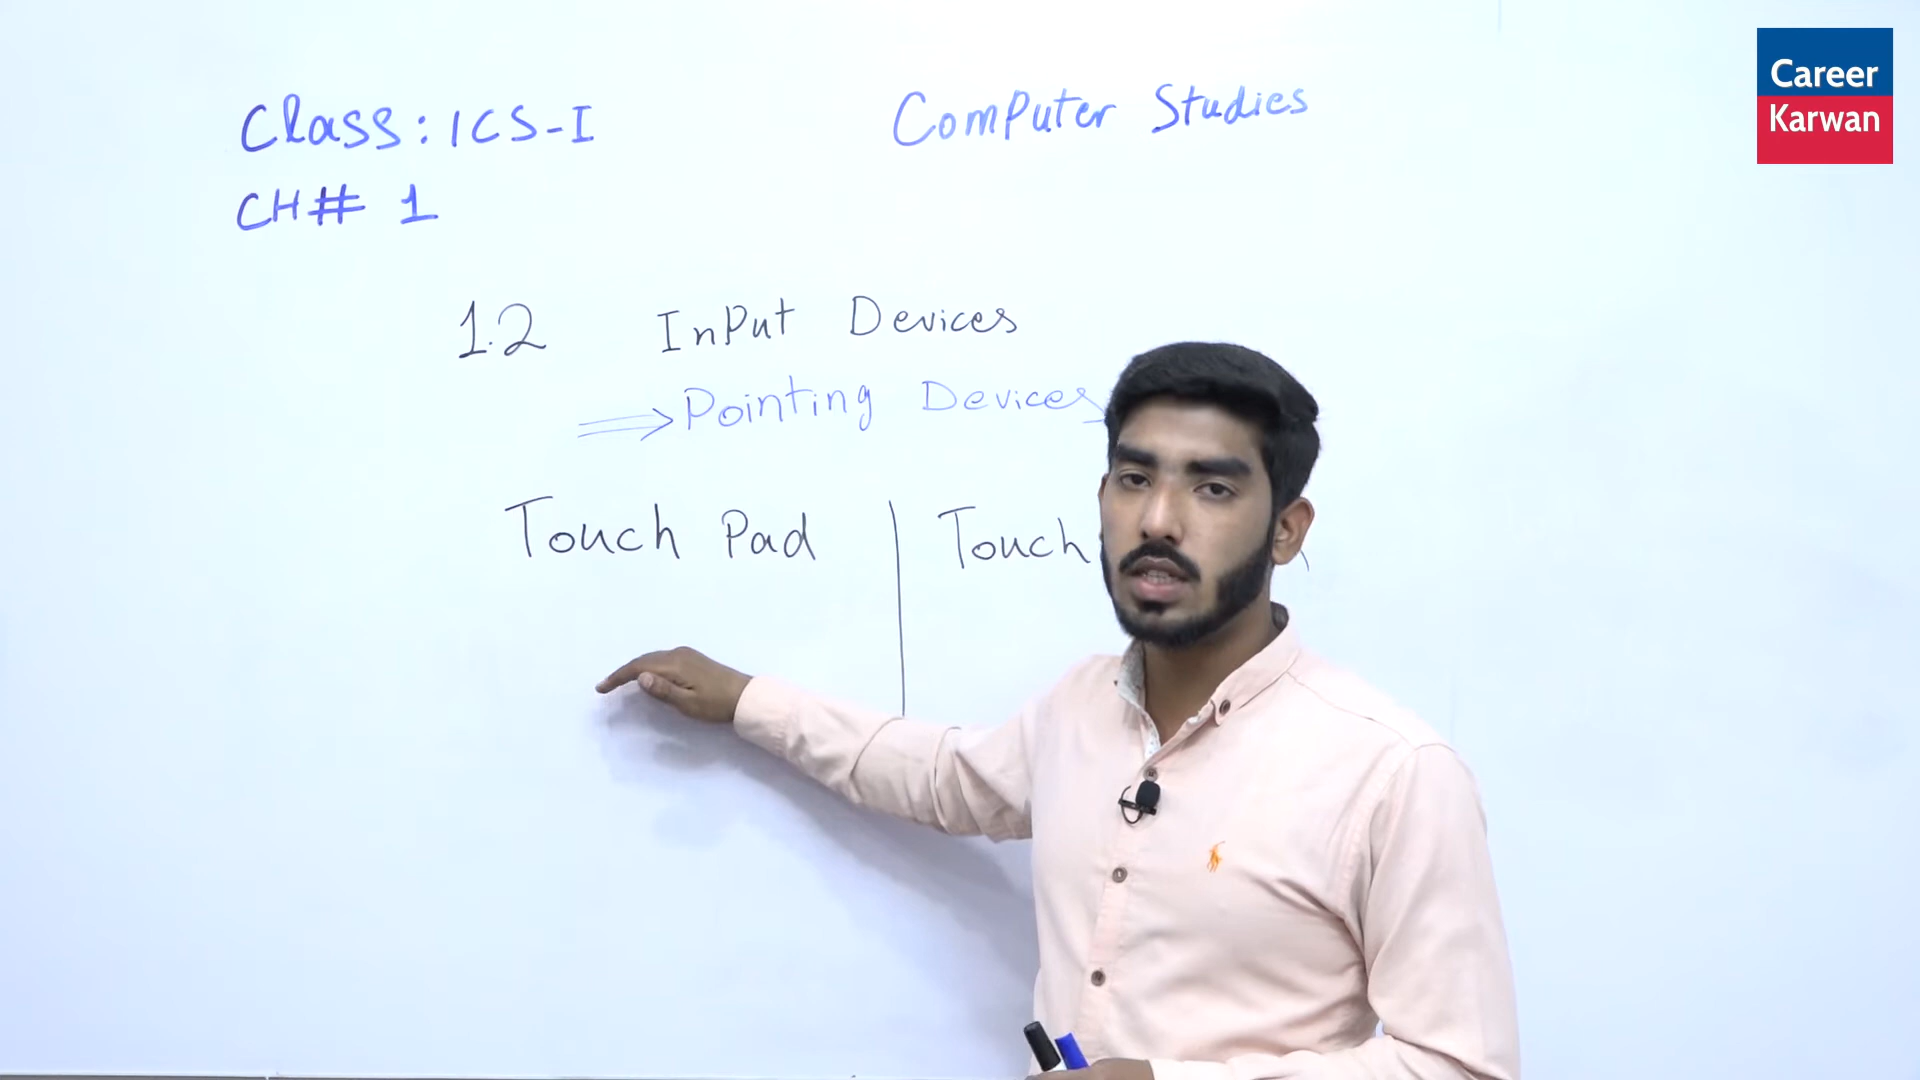 Class: ICS-I
Computer Studies
CH# 1
1.2 Input Devices
⇒ Pointing Devices
Touch Pad | Touch
Career
Karwan